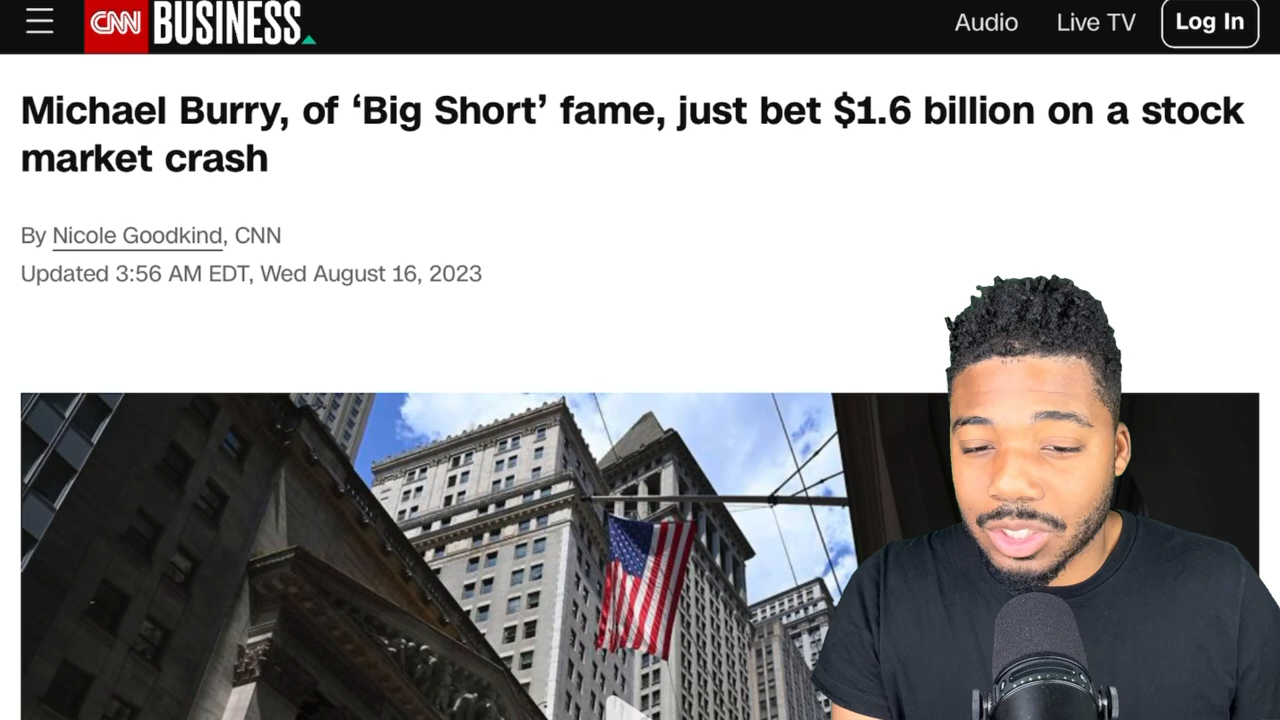 CNN BUSINESS
Audio Live TV Log In
Michael Burry, of ‘Big Short’ fame, just bet $1.6 billion on a stock
market crash
By Nicole Goodkind, CNN
Updated 3:56 AM EDT, Wed August 16, 2023